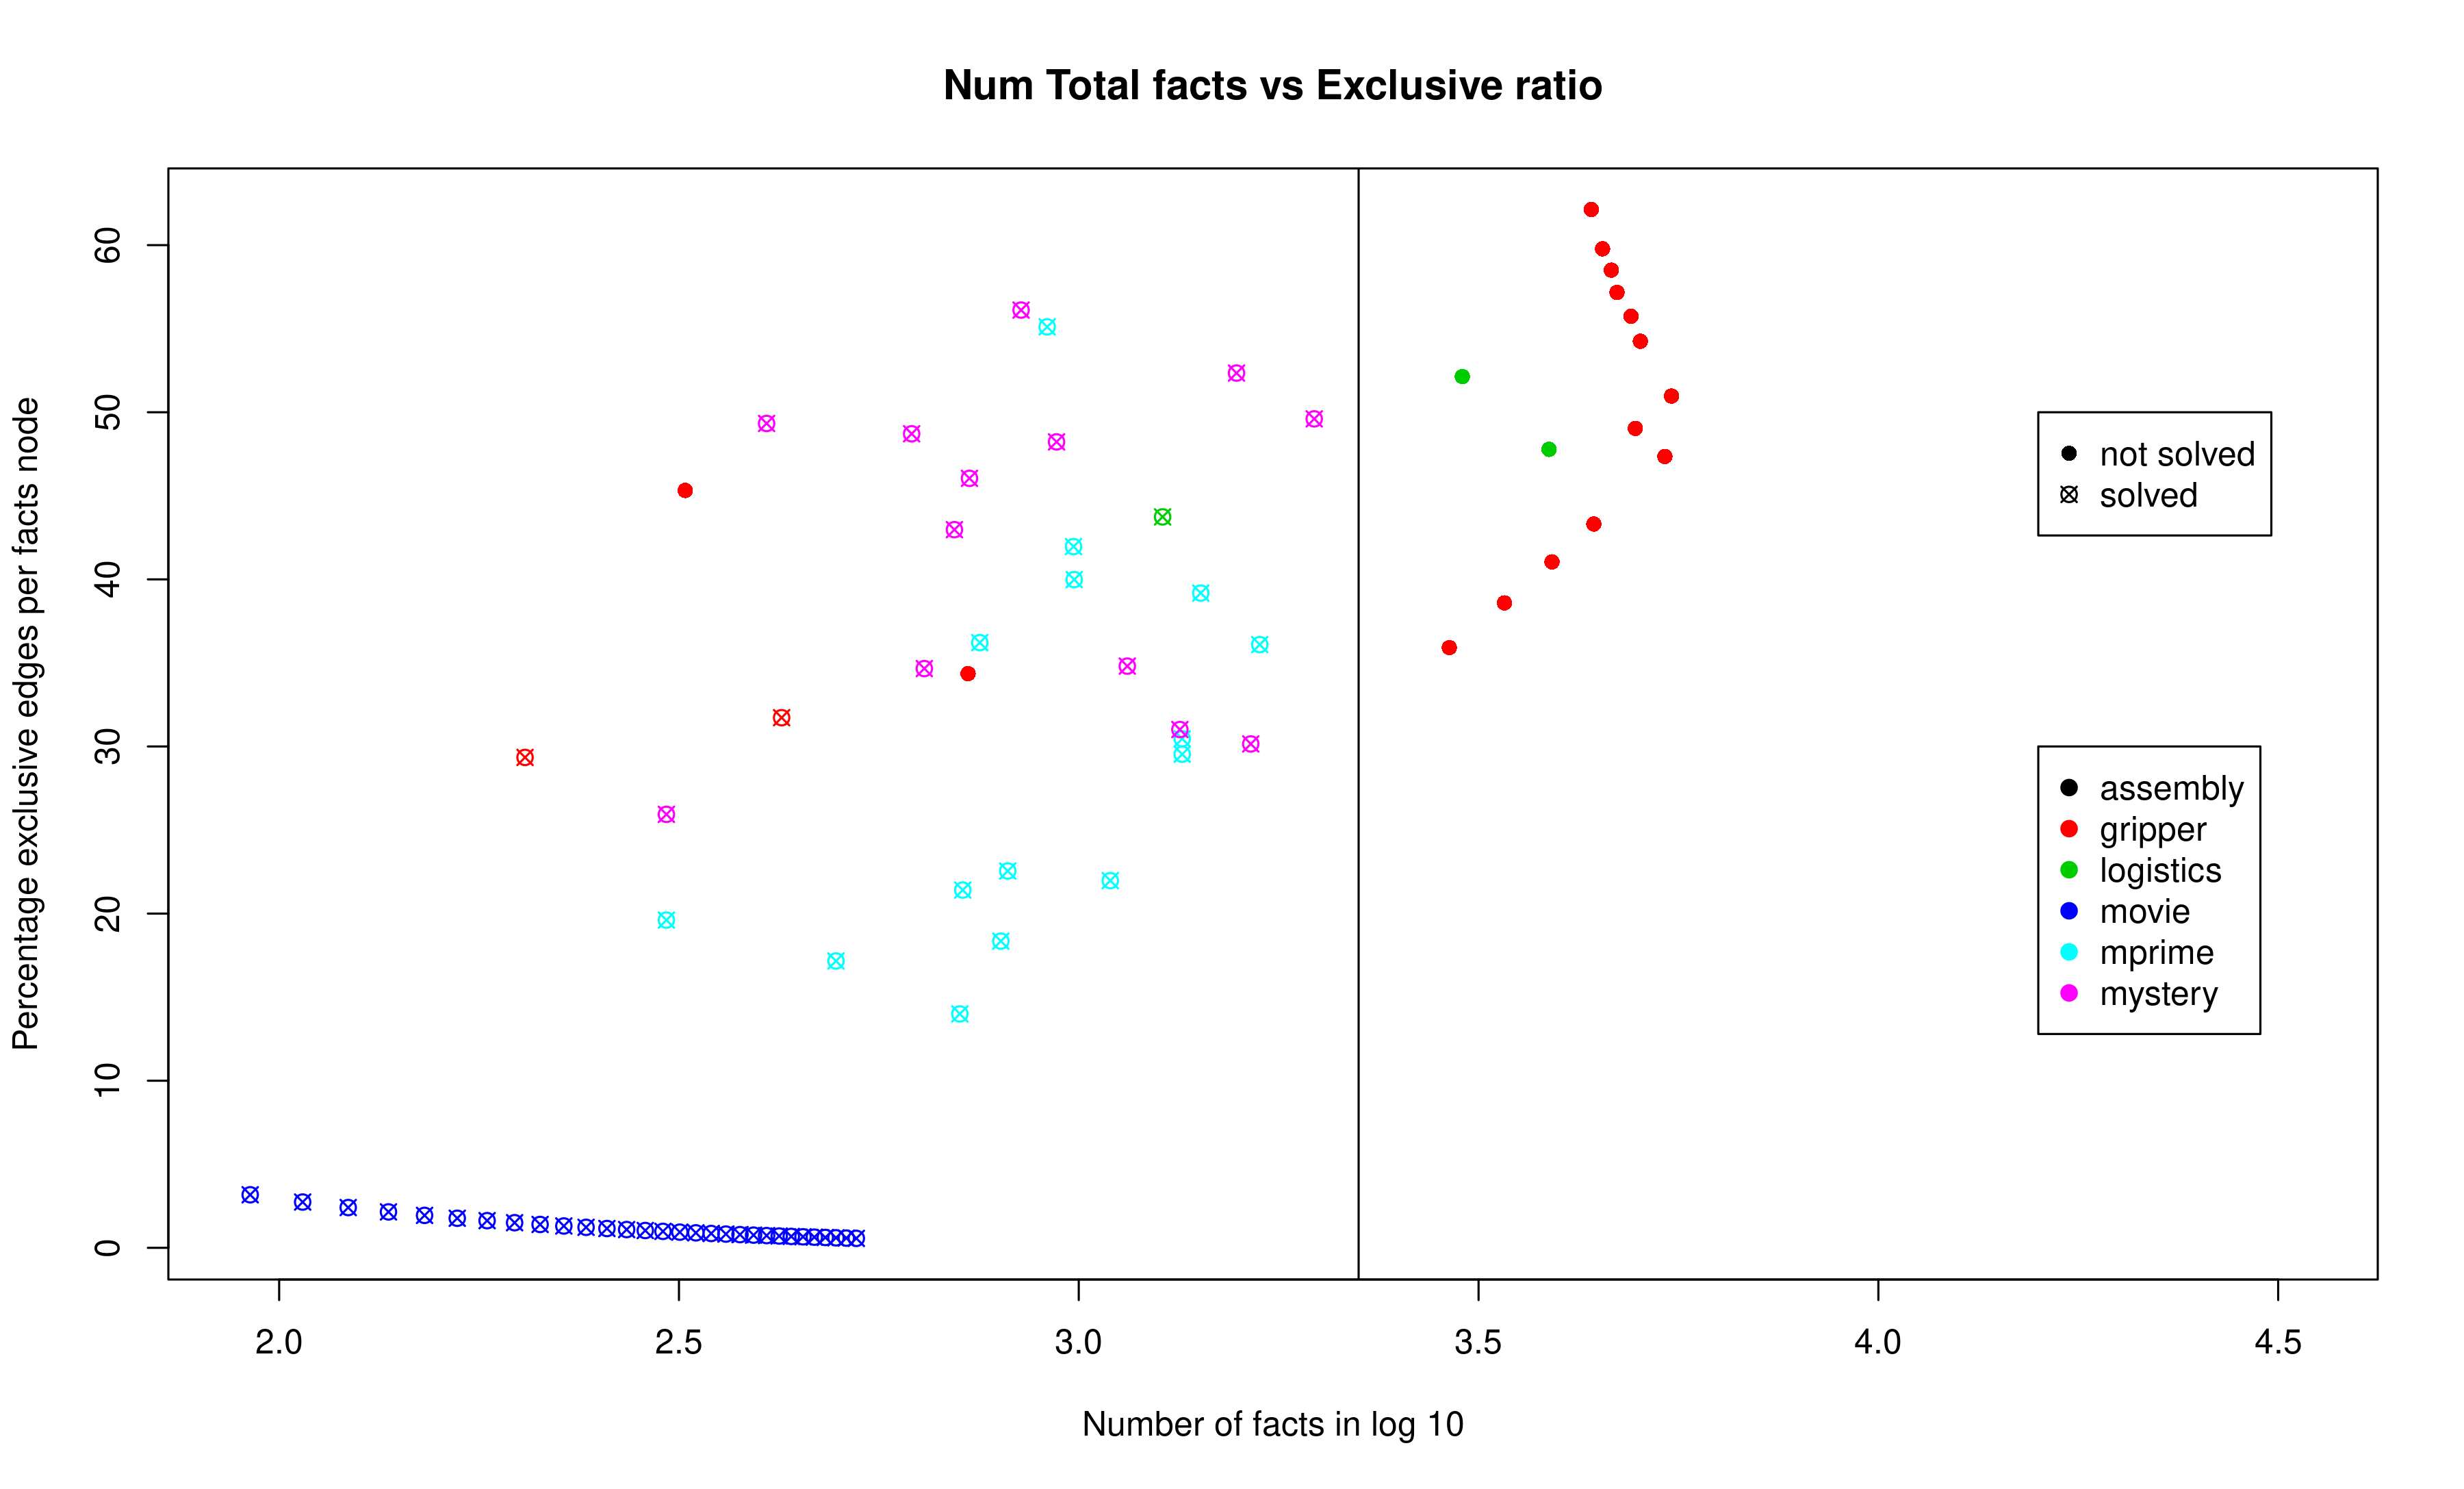 Num Total facts vs Exclusive ratio
Percentage exclusive edges per facts node
60
50
40
30
20
10
0
not solved
solved
assembly
gripper
logistics
movie
mprime
mystery
2.0 2.5 3.0 3.5 4.0 4.5
Number of facts in log 10